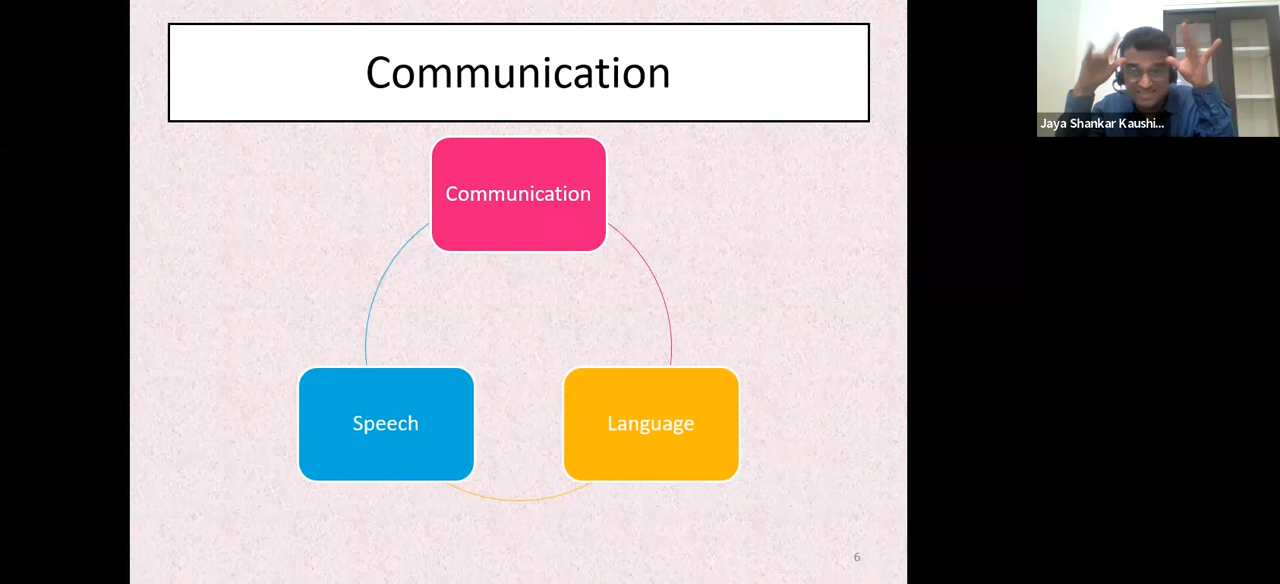 Communication
Jaya Shankar Kaushi...
Communication
Speech
Language
6